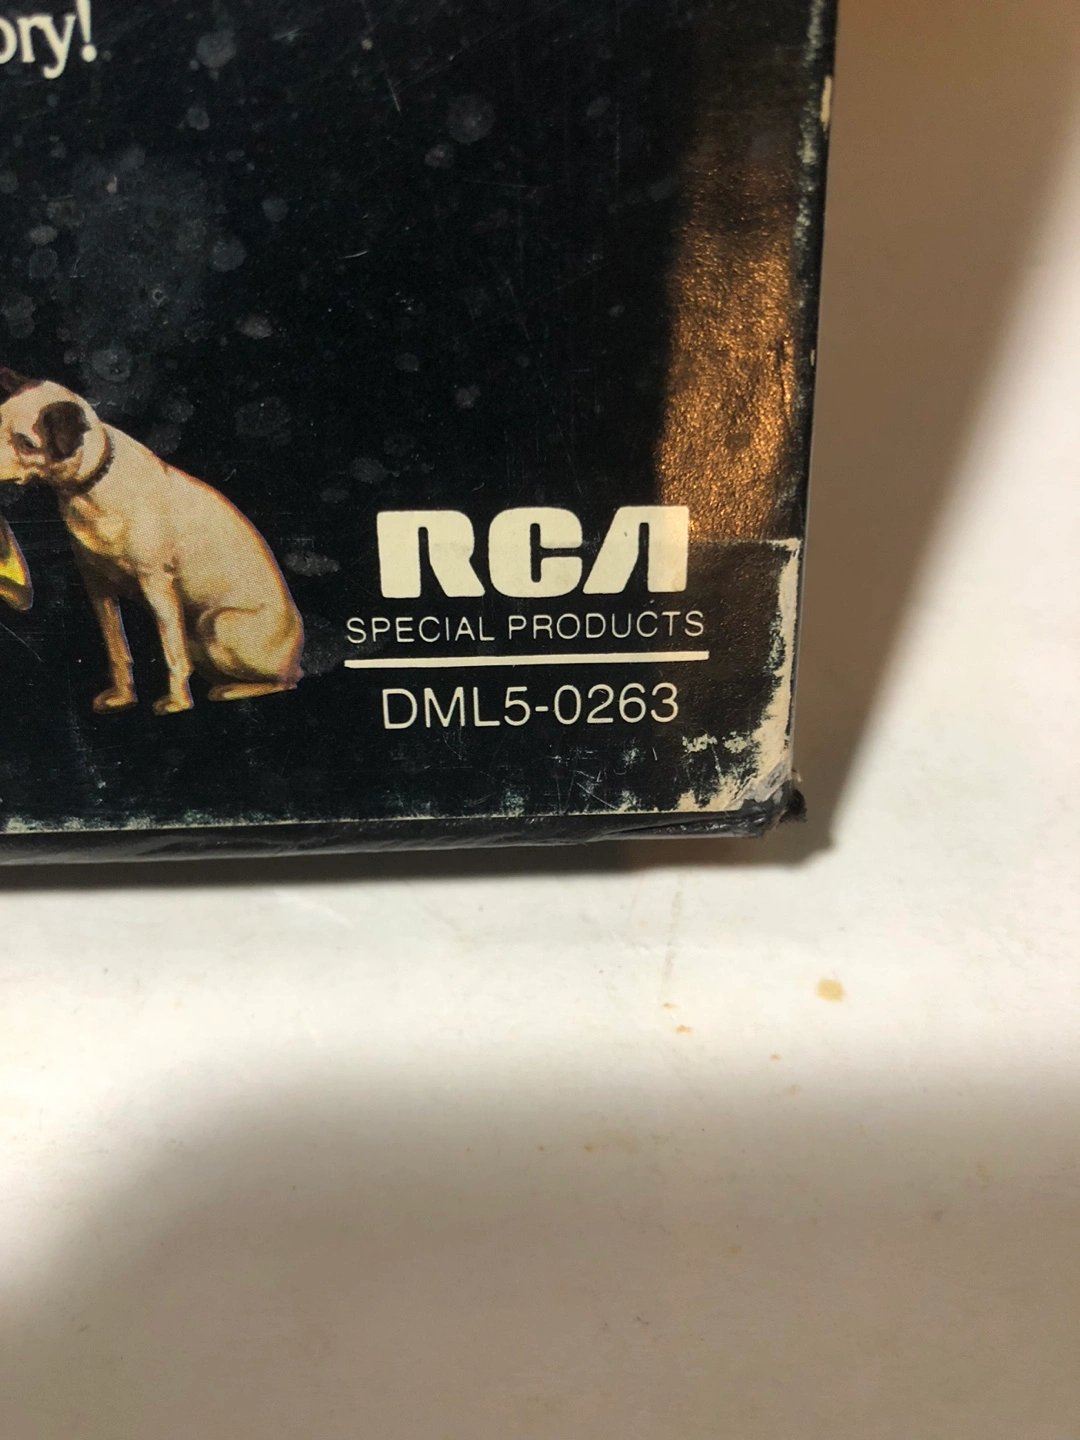 ory!
RCA
SPECIAL PRODUCTS
DML5-0263